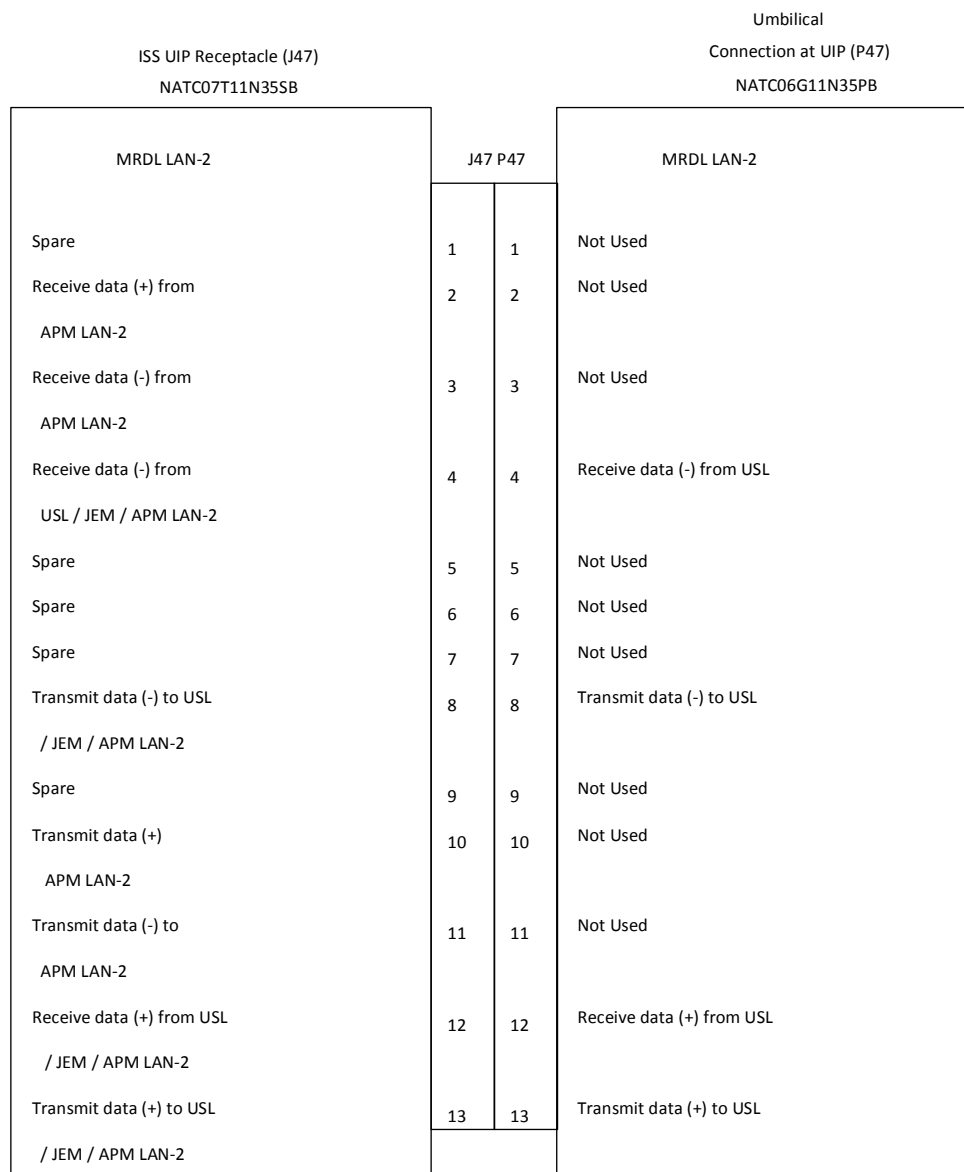 Umbilical
ISS UIP Receptacle (J47)
Connection at UIP (P47)
NATC07T11N35SB
NATC06G11N35PB
MRDL LAN-2
J47 P47
MRDL LAN-2
Spare
1
1
Not Used
Receive data (+) from
2
2
Not Used
APM LAN-2
Receive data (-) from
3
3
Not Used
APM LAN-2
Receive data (-) from
4
4
Receive data (-) from USL
USL / JEM / APM LAN-2
Spare
5
5
Not Used
Spare
6
6
Not Used
Spare
7
7
Not Used
Transmit data (-) to USL
8
8
Transmit data (-) to USL
/ JEM / APM LAN-2
Spare
9
9
Not Used
Transmit data (+)
10
10
Not Used
APM LAN-2
Transmit data (-) to
11
11
Not Used
APM LAN-2
Receive data (+) from USL
12
12
Receive data (+) from USL
/ JEM / APM LAN-2
Transmit data (+) to USL
13
13
Transmit data (+) to USL
/ JEM / APM LAN-2